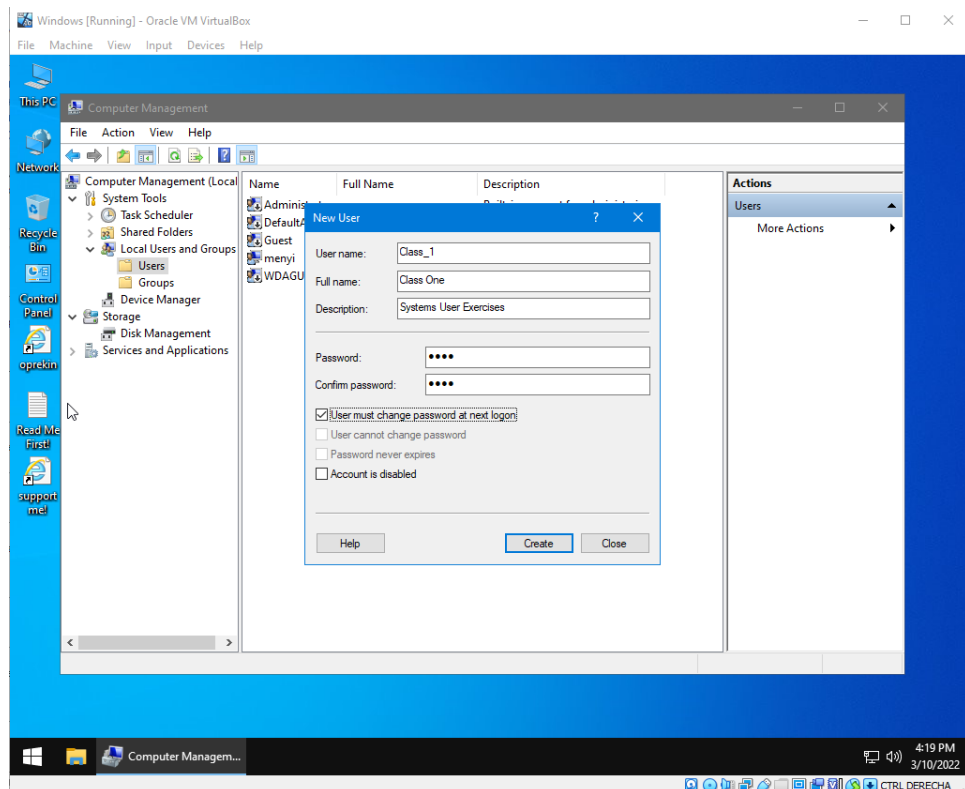 Windows [Running] - Oracle VM VirtualBox
File Machine View Input Devices Help
This PC
Network
Recycle
Bin
Control
Panel
oprekin
Read Me
First!
support
me!
Computer Management
File Action View Help
Computer Management (Local
System Tools
Task Scheduler
Shared Folders
Local Users and Groups
Users
Groups
Device Manager
Storage
Disk Management
Services and Applications
Name Full Name Description
DefaultA
Guest
menyi
WDAGU
New User
User name: Class_1
Full name: Class One
Description: Systems User Exercises
Password: ••••
Confirm password: ••••
User must change password at next logon
User cannot change password
Password never expires
Account is disabled
Help Create Close
Actions
Users
More Actions
Computer Managem...
4:19 PM
3/10/2022
CTRL DERECHA